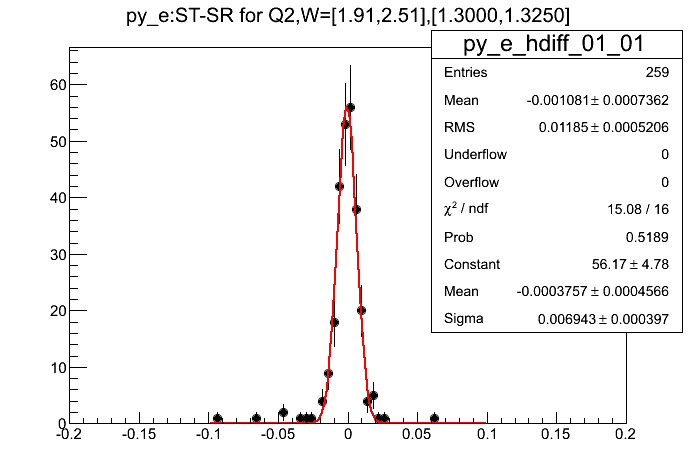 py_e:ST-SR for Q2,W=[1.91,2.51],[1.3000,1.3250]
py_e_hdiff_01_01
Entries 259
Mean -0.001081 ± 0.0007362
RMS 0.01185 ± 0.0005206
Underflow 0
Overflow 0
χ² / ndf 15.08 / 16
Prob 0.5189
Constant 56.17 ± 4.78
Mean -0.0003757 ± 0.0004566
Sigma 0.006943 ± 0.000397
60
50
40
30
20
10
0
-0.2 -0.15 -0.1 -0.05 0 0.05 0.1 0.15 0.2